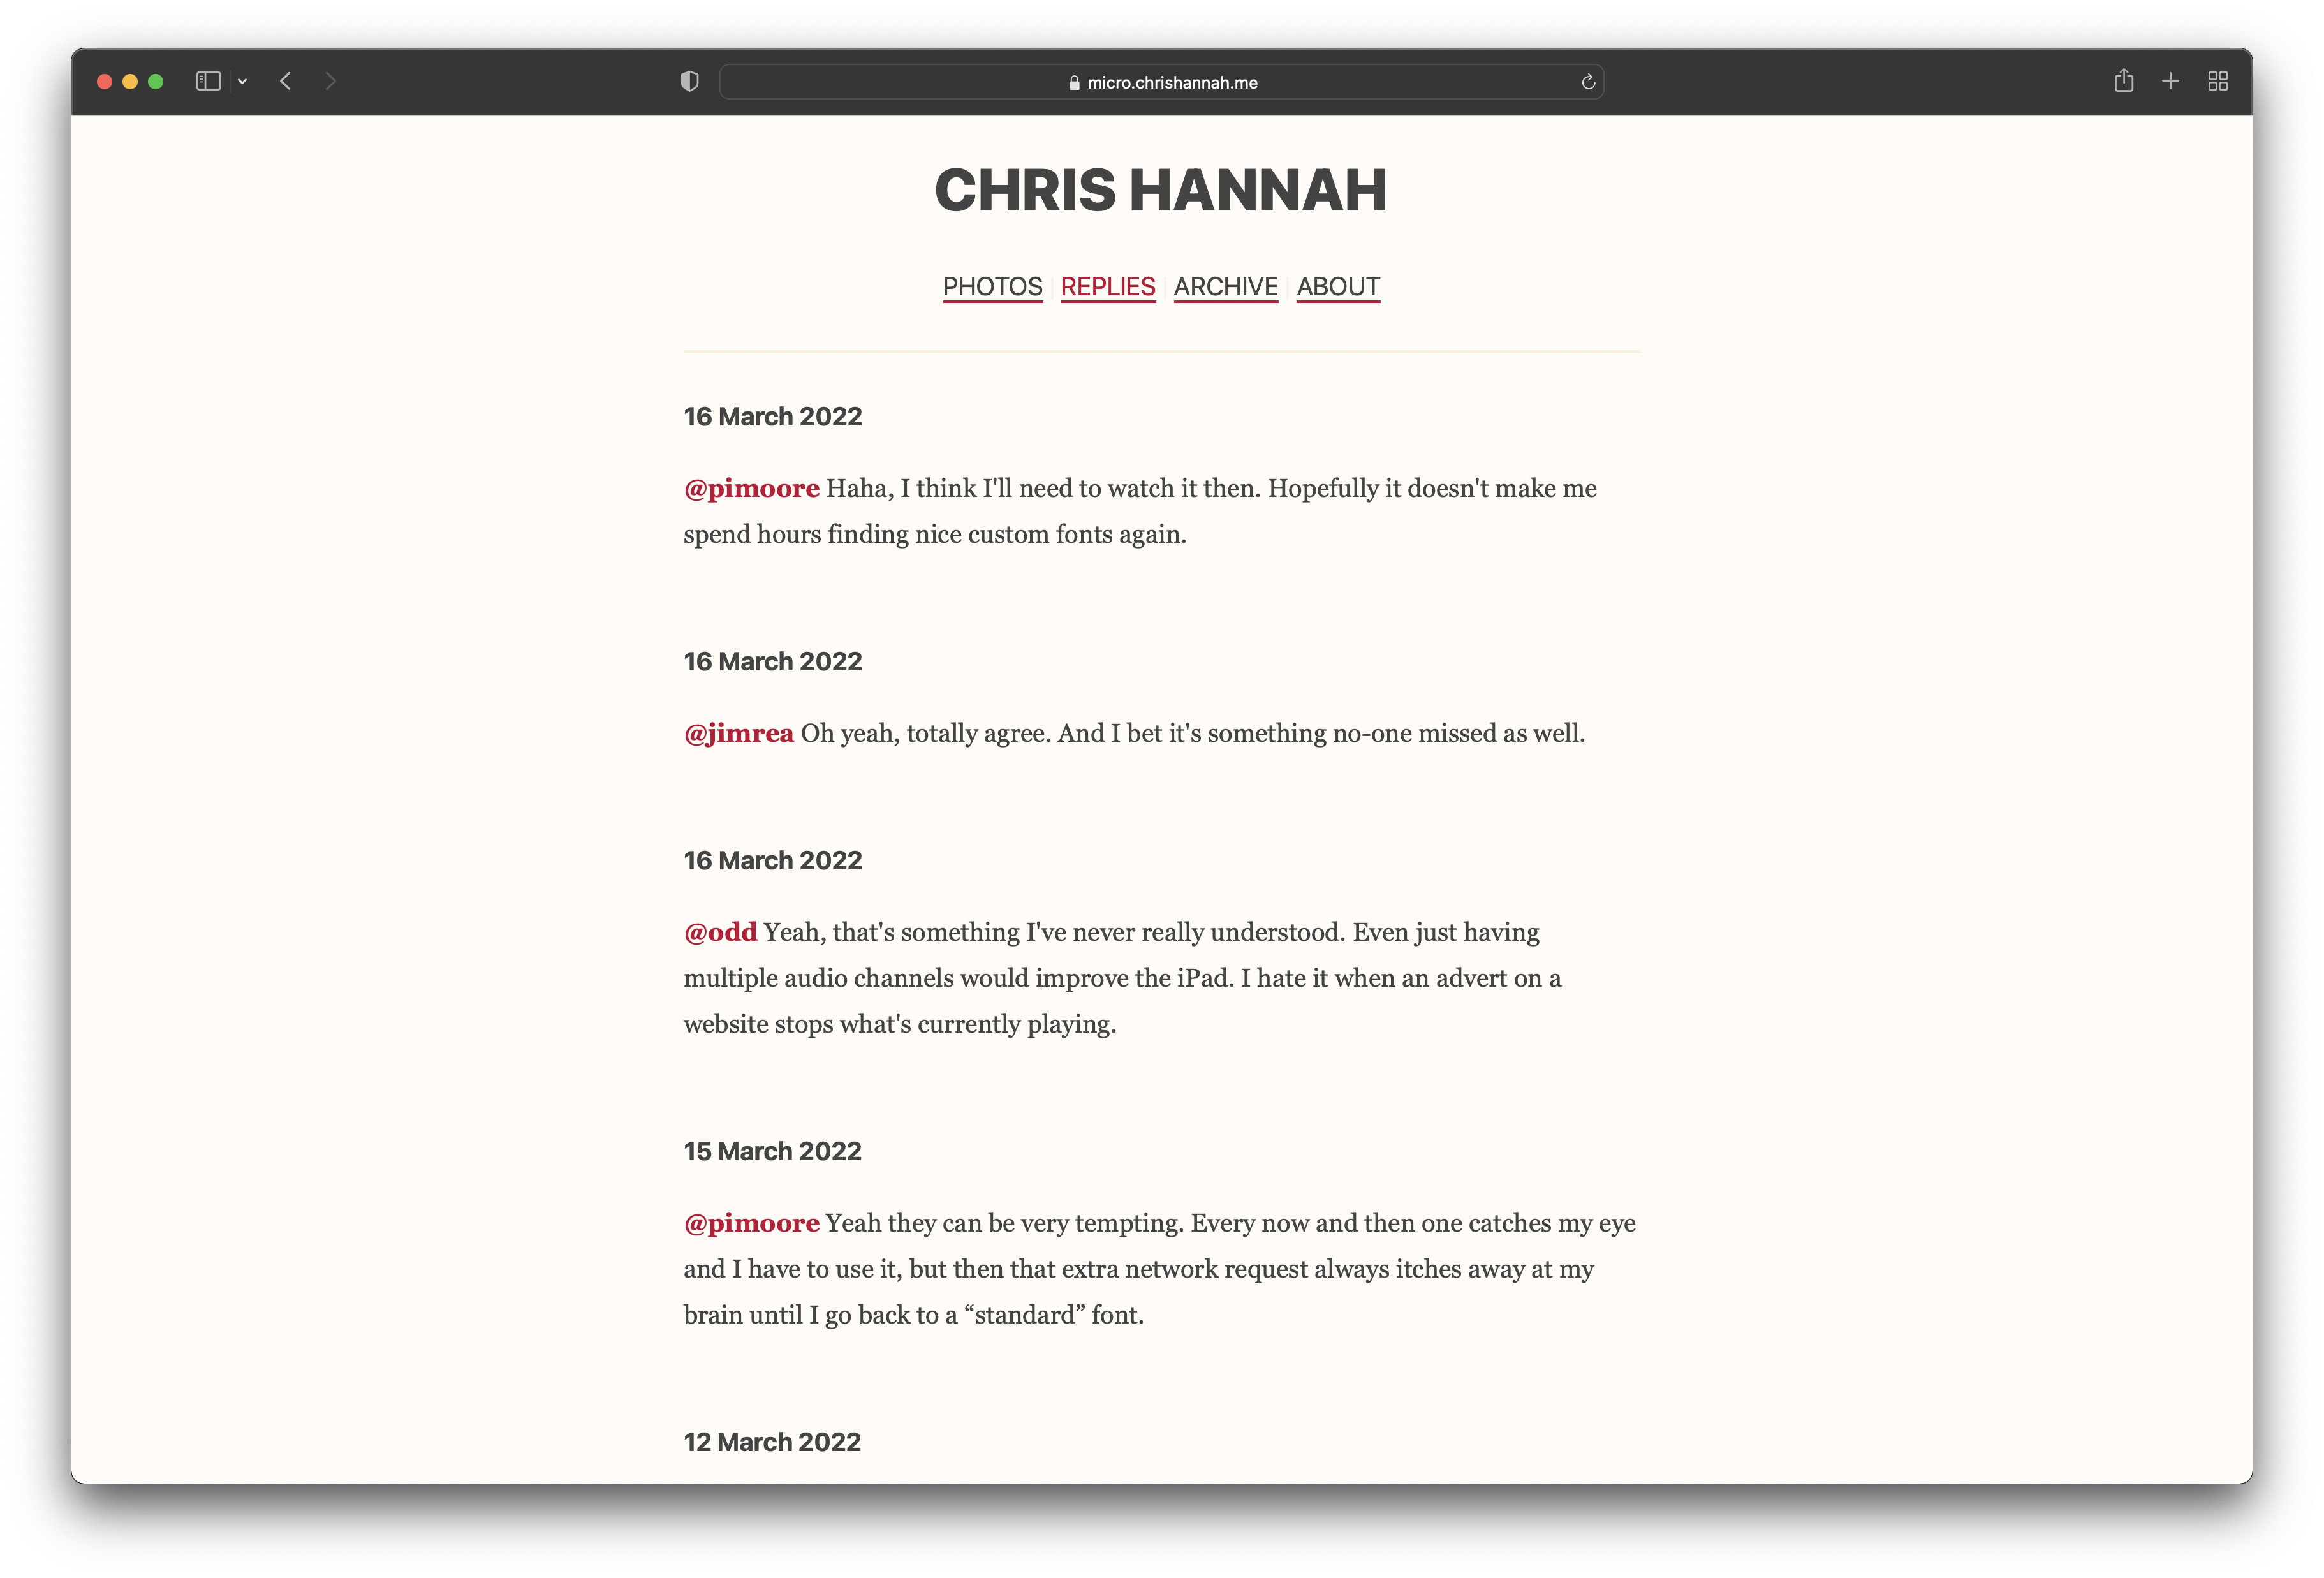 micro.chrishannah.me
CHRIS HANNAH
PHOTOS REPLIES ARCHIVE ABOUT
16 March 2022
@pimoore Haha, I think I'll need to watch it then. Hopefully it doesn't make me
spend hours finding nice custom fonts again.
16 March 2022
@jimrea Oh yeah, totally agree. And I bet it's something no-one missed as well.
16 March 2022
@odd Yeah, that's something I've never really understood. Even just having
multiple audio channels would improve the iPad. I hate it when an advert on a
website stops what's currently playing.
15 March 2022
@pimoore Yeah they can be very tempting. Every now and then one catches my eye
and I have to use it, but then that extra network request always itches away at my
brain until I go back to a “standard” font.
12 March 2022